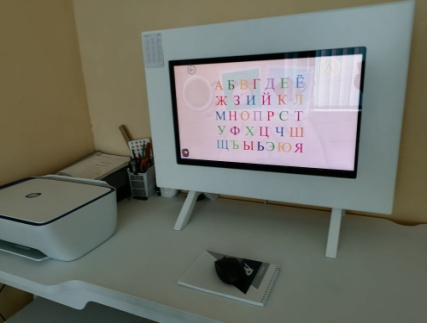 АБВГДЕЁ
ЖЗИЙКЛ
МНОПРСТ
УФХЦЧШ
ЩЪЫЬЭЮЯ